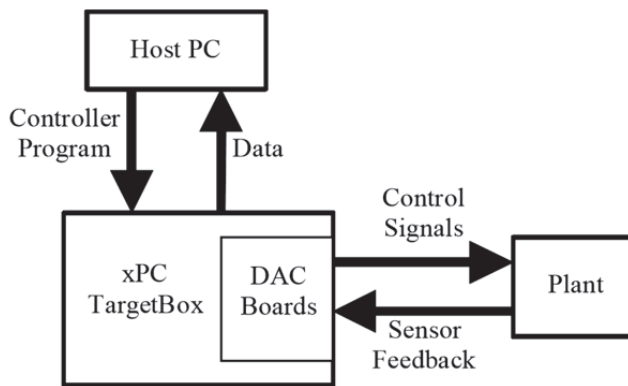 Host PC
Controller
Program
Data
Control
Signals
xPC
TargetBox
DAC
Boards
Plant
Sensor
Feedback